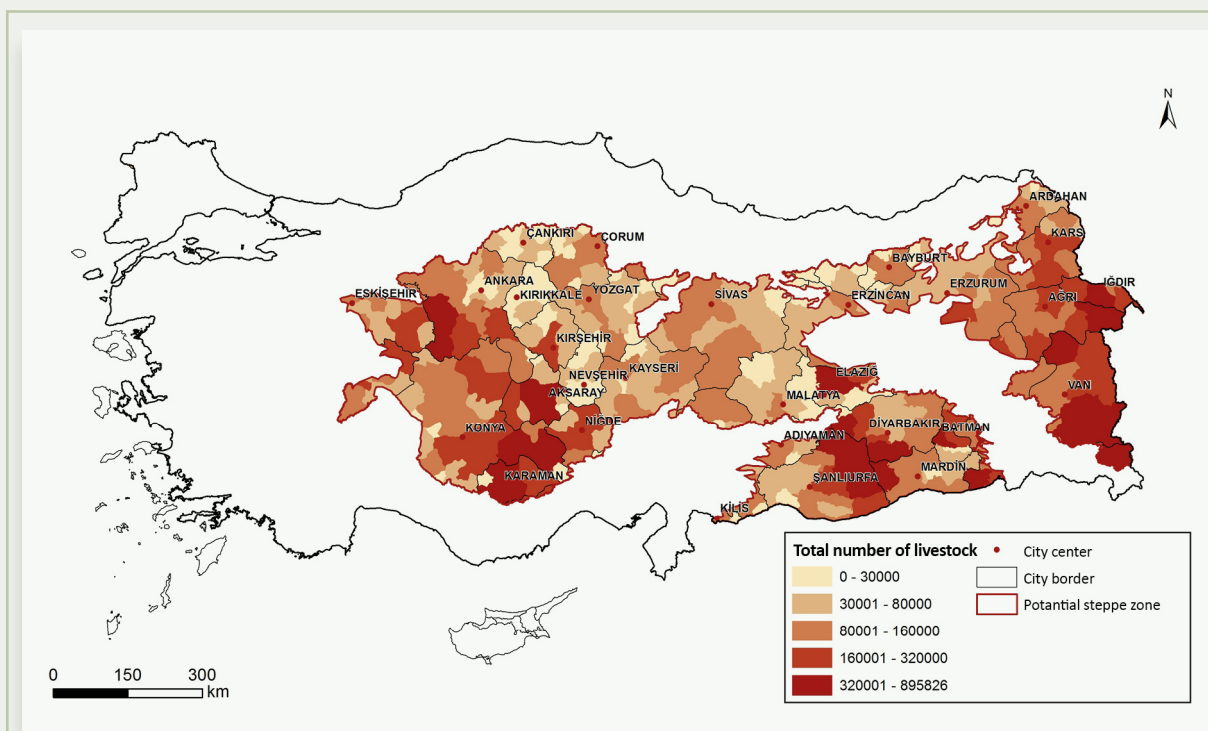 N
ARDAHAN
KARS
ÇANKIRI
ÇORUM
BAYBURT
ANKARA
IĞDIR
ESKİŞEHİR
KIRIKKALE
YOZGAT
SİVAS
ERZİNCAN
ERZURUM
AĞRI
KIRŞEHİR
KAYSERİ
NEVŞEHİR
ELAZIĞ
VAN
AKSARAY
MALATYA
KONYA
NİĞDE
ADIYAMAN
DİYARBAKIR
BATMAN
KARAMAN
ŞANLIURFA
MARDİN
KİLİS
Total number of livestock
0 - 30000
30001 - 80000
80001 - 160000
160001 - 320000
320001 - 895826
City center
City border
Potantial steppe zone
0 150 300
km